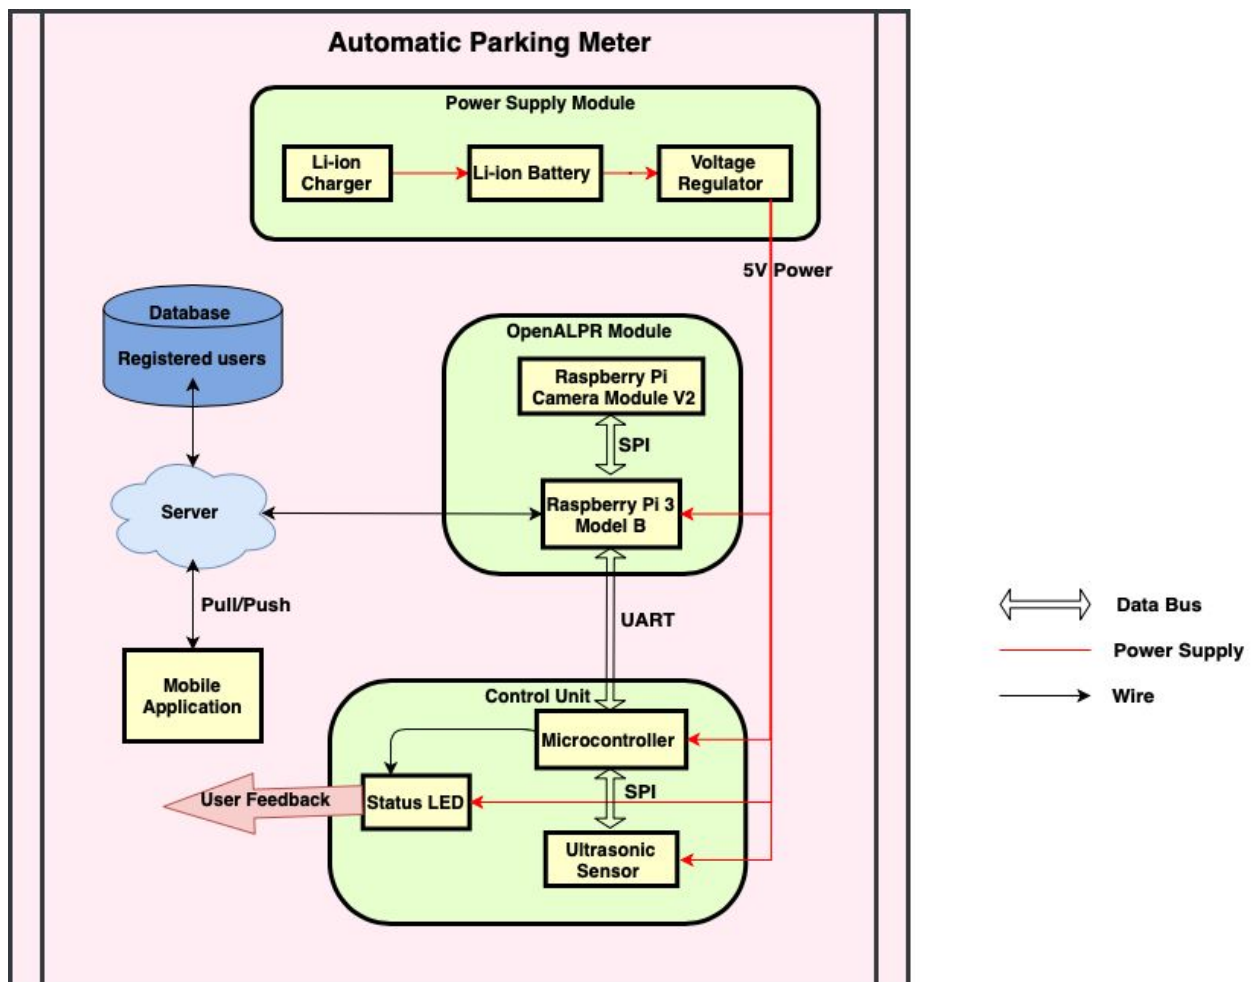 Automatic Parking Meter
Power Supply Module
Li-ion
Charger
Li-ion Battery
Voltage
Regulator
5V Power
Database
Registered users
OpenALPR Module
Raspberry Pi
Camera Module V2
SPI
Server
Raspberry Pi 3
Model B
Pull/Push
UART
Data Bus
Power Supply
Wire
Mobile
Application
Control Unit
Microcontroller
User Feedback
Status LED
SPI
Ultrasonic
Sensor